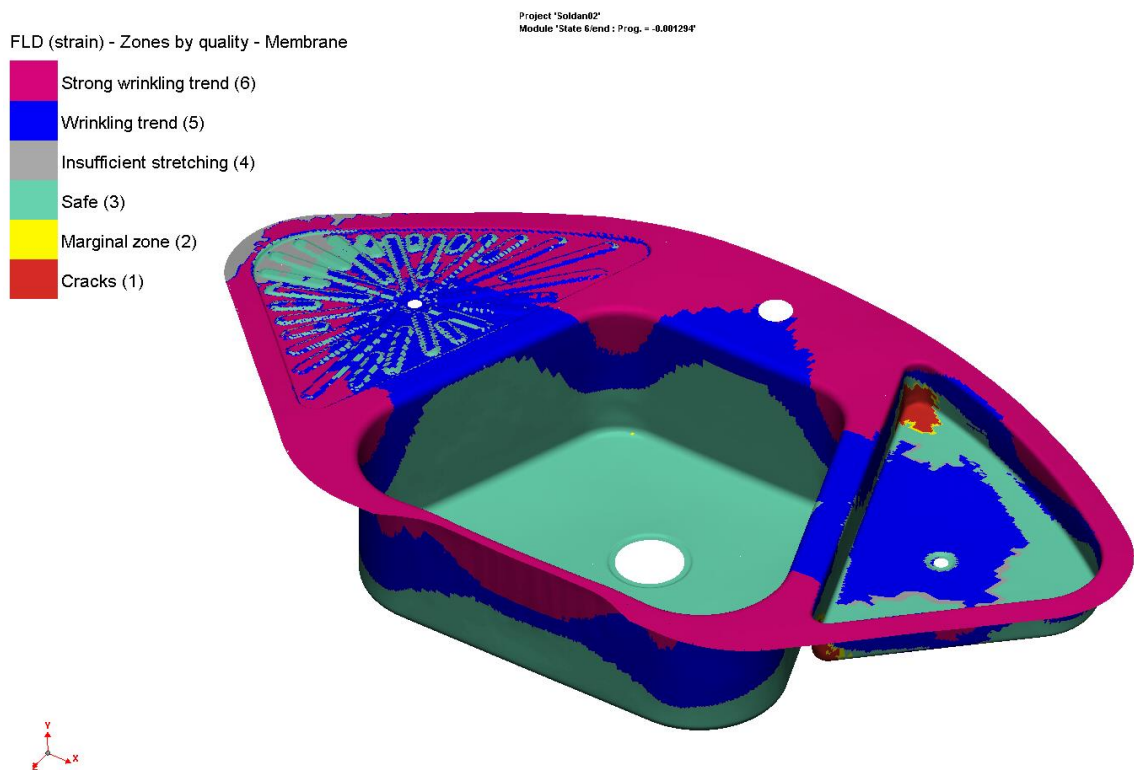 Project 'Soldan02'
Module 'State 6/end : Prog. = -0.001294'
FLD (strain) - Zones by quality - Membrane
Strong wrinkling trend (6)
Wrinkling trend (5)
Insufficient stretching (4)
Safe (3)
Marginal zone (2)
Cracks (1)
Y
X
Z